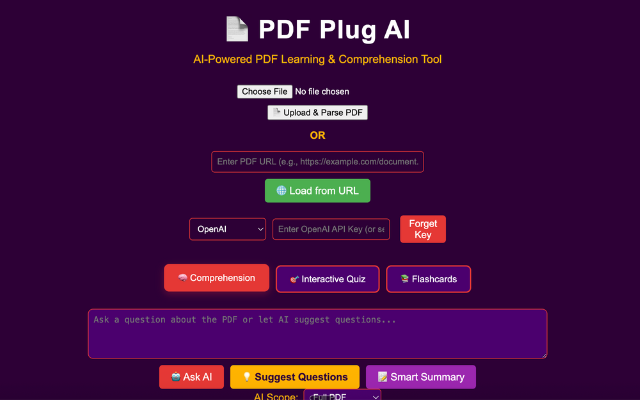 PDF Plug AI
AI-Powered PDF Learning & Comprehension Tool
Choose File No file chosen
Upload & Parse PDF
OR
Enter PDF URL (e.g., https://example.com/document.
Load from URL
OpenAI
Enter OpenAI API Key (or se
Forget
Key
Comprehension
Interactive Quiz
Flashcards
Ask a question about the PDF or let AI suggest questions...
Ask AI
Suggest Questions
Smart Summary
AI Scope: Full PDF